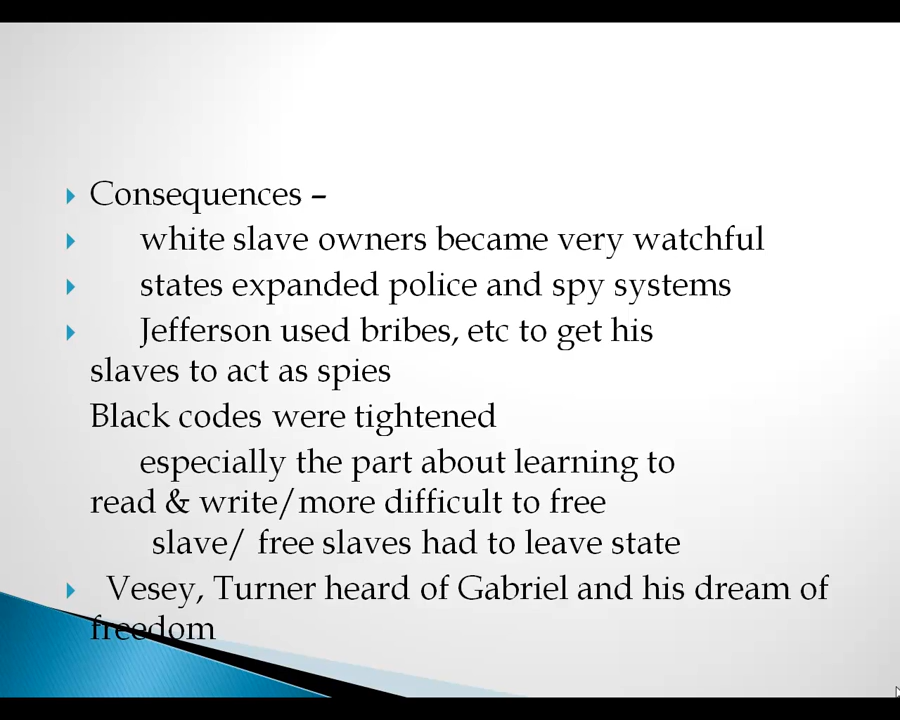 Consequences –
white slave owners became very watchful
states expanded police and spy systems
Jefferson used bribes, etc to get his
slaves to act as spies
Black codes were tightened
especially the part about learning to
read & write/more difficult to free
slave/ free slaves had to leave state
Vesey, Turner heard of Gabriel and his dream of
freedom